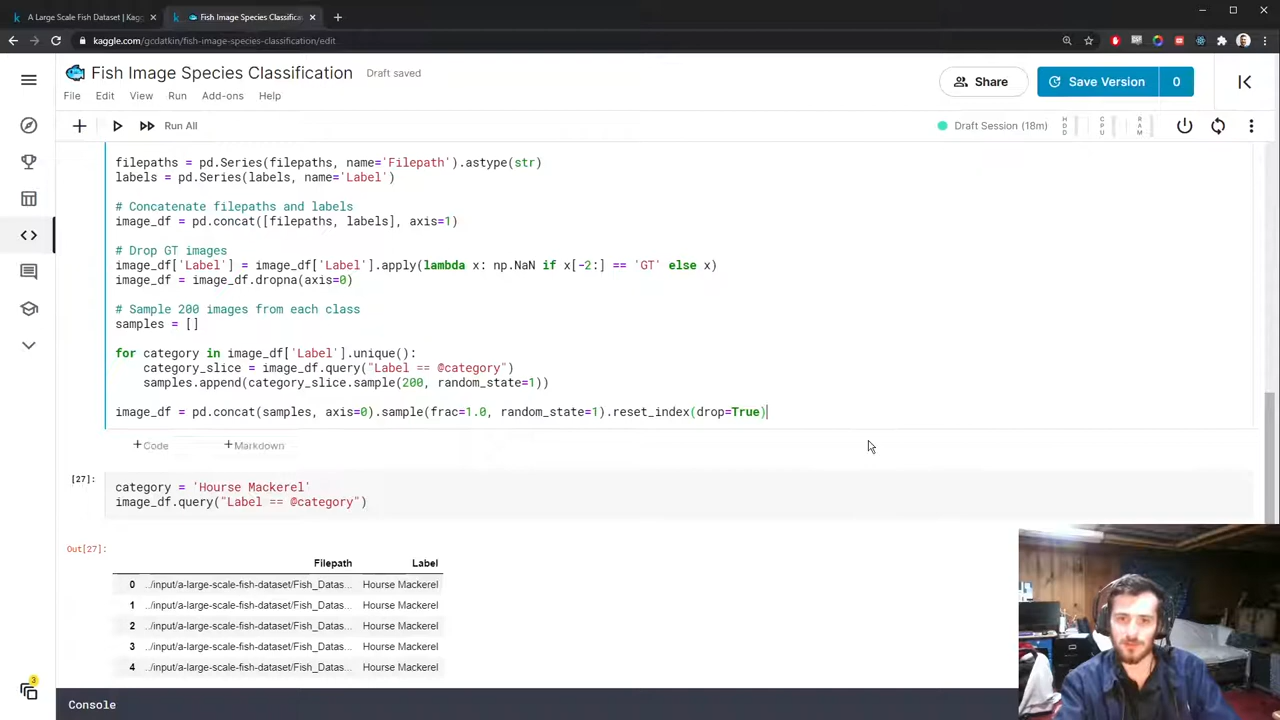 A Large Scale Fish Dataset | Kagg
Fish Image Species Classificatio
kaggle.com/gcdatkin/fish-image-species-classification/edit
Fish Image Species Classification
Draft saved
Share
Save Version
0
File
Edit
View
Run
Add-ons
Help
Run All
Draft Session (18m)
HDD
CPU
RAM
filepaths = pd.Series(filepaths, name='Filepath').astype(str)
labels = pd.Series(labels, name='Label')
# Concatenate filepaths and labels
image_df = pd.concat([filepaths, labels], axis=1)
# Drop GT images
image_df['Label'] = image_df['Label'].apply(lambda x: np.NaN if x[-2:] == 'GT' else x)
image_df = image_df.dropna(axis=0)
# Sample 200 images from each class
samples = []
for category in image_df['Label'].unique():
category_slice = image_df.query("Label == @category")
samples.append(category_slice.sample(200, random_state=1))
image_df = pd.concat(samples, axis=0).sample(frac=1.0, random_state=1).reset_index(drop=True)
+ Code
+ Markdown
[27]:
category = 'Hourse Mackerel'
image_df.query("Label == @category")
Out[27]:
Filepath Label
0 ../input/a-large-scale-fish-dataset/Fish_Datas... Hourse Mackerel
1 ../input/a-large-scale-fish-dataset/Fish_Datas... Hourse Mackerel
2 ../input/a-large-scale-fish-dataset/Fish_Datas... Hourse Mackerel
3 ../input/a-large-scale-fish-dataset/Fish_Datas... Hourse Mackerel
4 ../input/a-large-scale-fish-dataset/Fish_Datas... Hourse Mackerel
3
Console